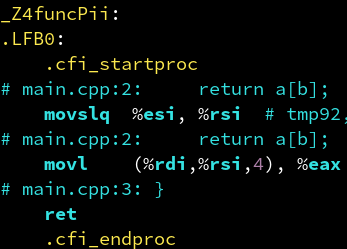 _Z4funcPii:
.LFB0:
.cfi_startproc
# main.cpp:2:     return a[b];
movslq  %esi, %rsi  # tmp92,
# main.cpp:2:     return a[b];
movl    (%rdi,%rsi,4), %eax
# main.cpp:3: }
ret
.cfi_endproc